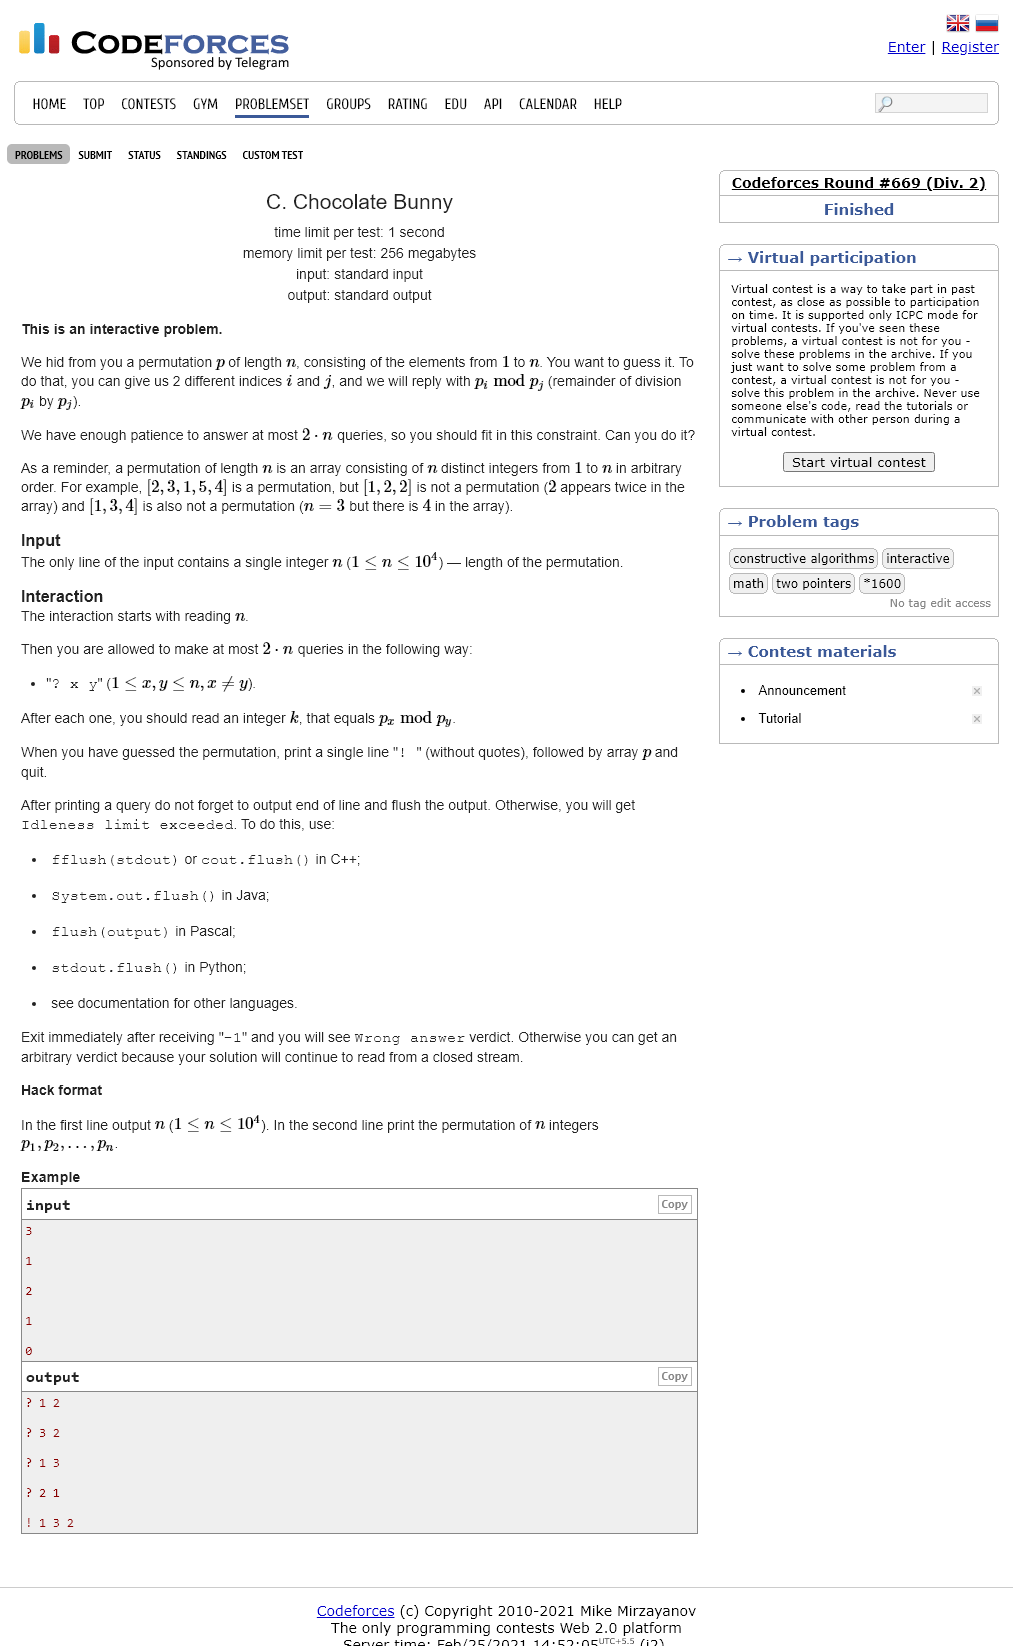 CODEFORCES
Sponsored by Telegram
Enter | Register
HOME TOP CONTESTS GYM PROBLEMSET GROUPS RATING EDU API CALENDAR HELP
PROBLEMS SUBMIT STATUS STANDINGS CUSTOM TEST
C. Chocolate Bunny
time limit per test: 1 second
memory limit per test: 256 megabytes
input: standard input
output: standard output
This is an interactive problem.
We hid from you a permutation p of length n, consisting of the elements from 1 to n. You want to guess it. To
do that, you can give us 2 different indices i and j, and we will reply with p_i mod p_j (remainder of division
p_i by p_j).
We have enough patience to answer at most 2 · n queries, so you should fit in this constraint. Can you do it?
As a reminder, a permutation of length n is an array consisting of n distinct integers from 1 to n in arbitrary
order. For example, [2, 3, 1, 5, 4] is a permutation, but [1, 2, 2] is not a permutation (2 appears twice in the
array) and [1, 3, 4] is also not a permutation (n = 3 but there is 4 in the array).
Input
The only line of the input contains a single integer n (1 ≤ n ≤ 10^4) — length of the permutation.
Interaction
The interaction starts with reading n.
Then you are allowed to make at most 2 · n queries in the following way:
• "? x y" (1 ≤ x, y ≤ n, x ≠ y).
After each one, you should read an integer k, that equals p_x mod p_y.
When you have guessed the permutation, print a single line "! " (without quotes), followed by array p and
quit.
After printing a query do not forget to output end of line and flush the output. Otherwise, you will get
Idleness limit exceeded. To do this, use:
• fflush(stdout) or cout.flush() in C++;
• System.out.flush() in Java;
• flush(output) in Pascal;
• stdout.flush() in Python;
• see documentation for other languages.
Exit immediately after receiving "-1" and you will see Wrong answer verdict. Otherwise you can get an
arbitrary verdict because your solution will continue to read from a closed stream.
Hack format
In the first line output n (1 ≤ n ≤ 10^4). In the second line print the permutation of n integers
p_1, p_2, . . . , p_n.
Example
input Copy
3
1
2
1
0
output Copy
? 1 2
? 3 2
? 1 3
? 2 1
! 1 3 2
Codeforces Round #669 (Div. 2)
Finished
→ Virtual participation
Virtual contest is a way to take part in past
contest, as close as possible to participation
on time. It is supported only ICPC mode for
virtual contests. If you've seen these
problems, a virtual contest is not for you -
solve these problems in the archive. If you
just want to solve some problem from a
contest, a virtual contest is not for you -
solve this problem in the archive. Never use
someone else's code, read the tutorials or
communicate with other person during a
virtual contest.
Start virtual contest
→ Problem tags
constructive algorithms interactive
math two pointers *1600
No tag edit access
→ Contest materials
• Announcement
• Tutorial
Codeforces (c) Copyright 2010-2021 Mike Mirzayanov
The only programming contests Web 2.0 platform
Server time: Feb/25/2021 14:52:05 UTC+5.5 (i2)